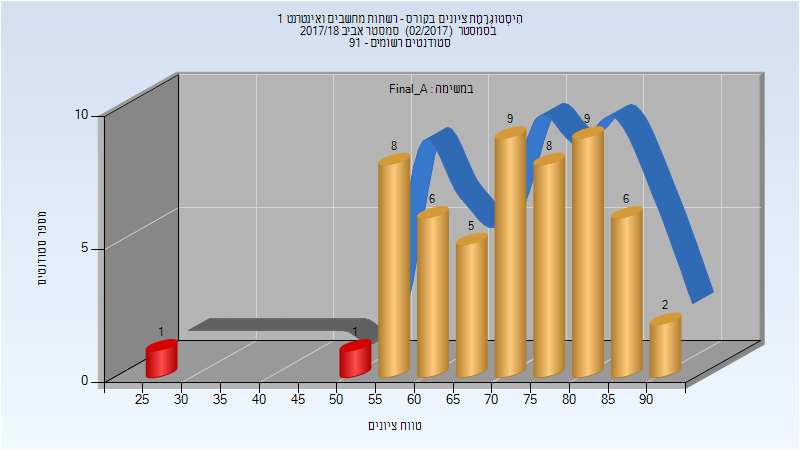 היסטוגרמת ציונים בקורס - רשתות מחשבים ואינטרנט 1
בסמסטר (02/2017) סמסטר אביב 2017/18
סטודנטים רשומים - 91
במשימה : Final_A
10
5
0
מספר סטודנטים
1 1 8 6 5 9 8 9 6 2
25 30 35 40 45 50 55 60 65 70 75 80 85 90
טווח ציונים